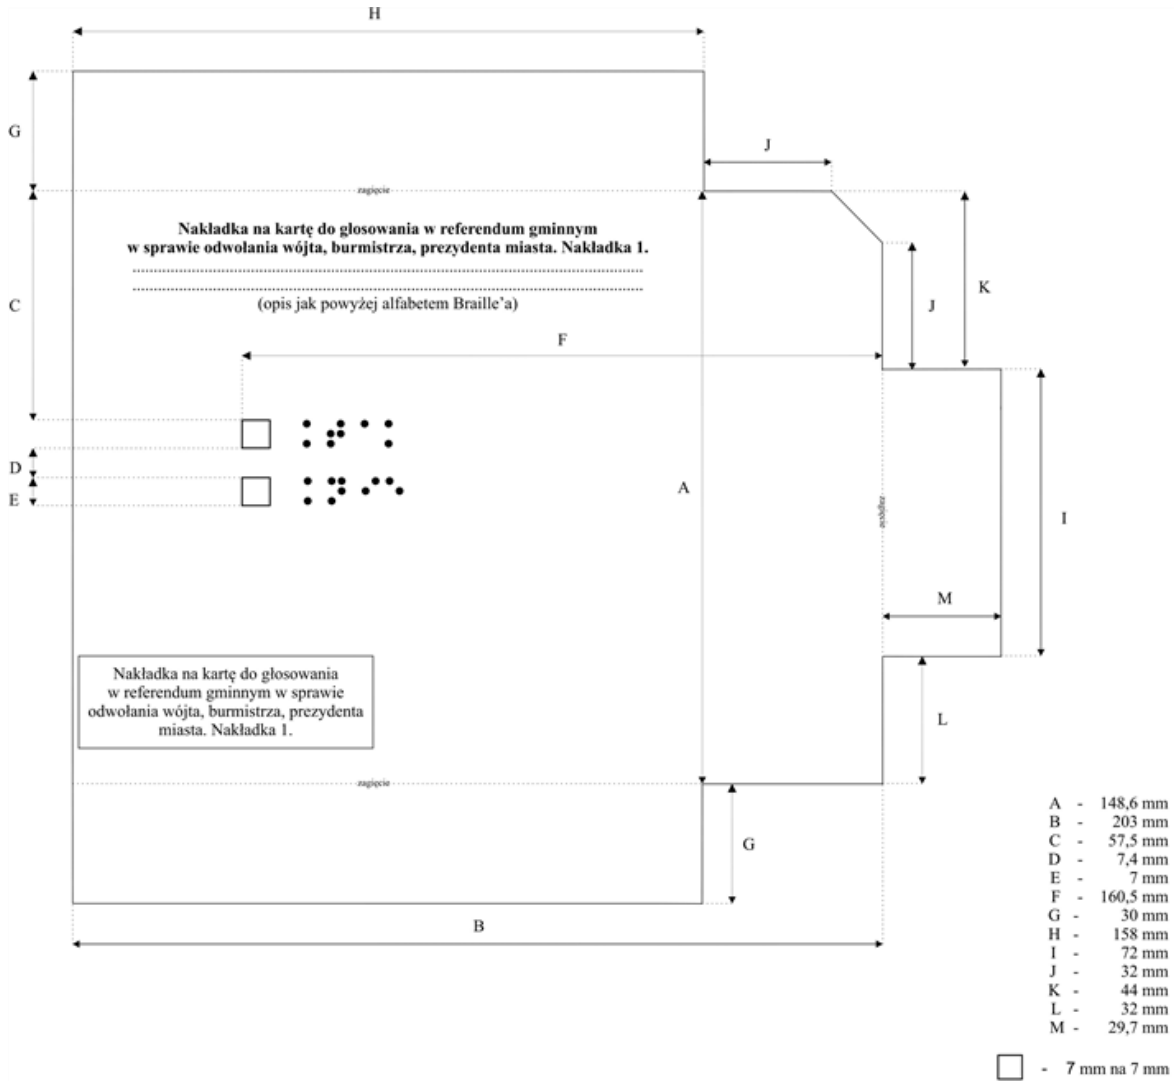 H
G
J
zagięcie
Nakładka na kartę do głosowania w referendum gminnym
w sprawie odwołania wójta, burmistrza, prezydenta miasta. Nakładka 1.
................................................................................
................................................................................
(opis jak powyżej alfabetem Braille’a)
C
K
J
F
D
E
A
zagięcie
I
M
Nakładka na kartę do głosowania
w referendum gminnym w sprawie
odwołania wójta, burmistrza, prezydenta
miasta. Nakładka 1.
L
zagięcie
G
B
A - 148,6 mm
B - 203 mm
C - 57,5 mm
D - 7,4 mm
E - 7 mm
F - 160,5 mm
G - 30 mm
H - 158 mm
I - 72 mm
J - 32 mm
K - 44 mm
L - 32 mm
M - 29,7 mm
- 7 mm na 7 mm